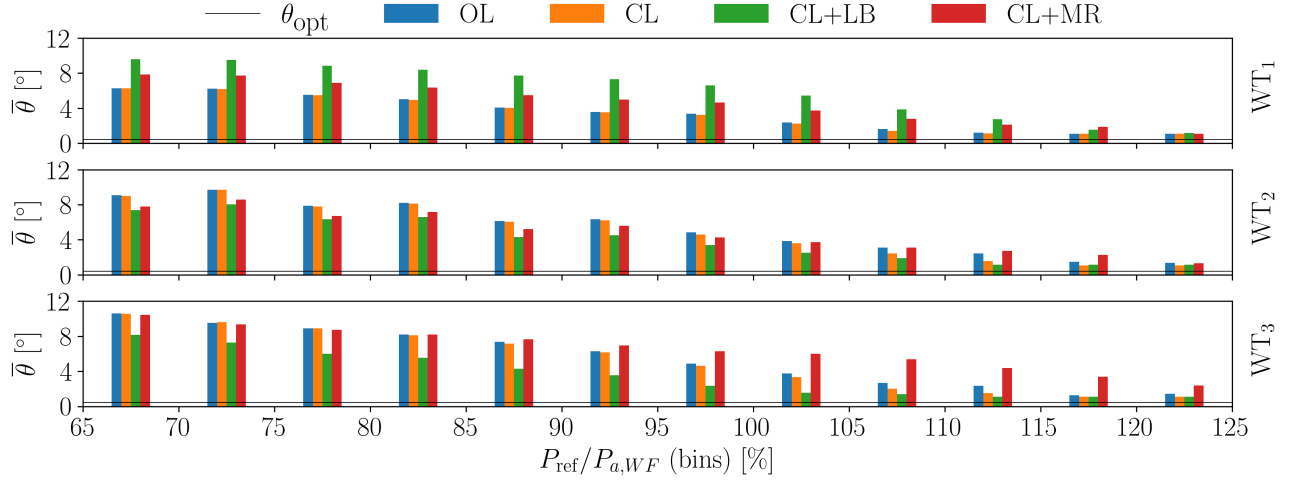 θopt OL CL CL+LB CL+MR
12
8
4
0
θ̄ [°]
WT1
12
8
4
0
θ̄ [°]
WT2
12
8
4
0
θ̄ [°]
WT3
65 70 75 80 85 90 95 100 105 110 115 120 125
Pref/Pa,WF (bins) [%]